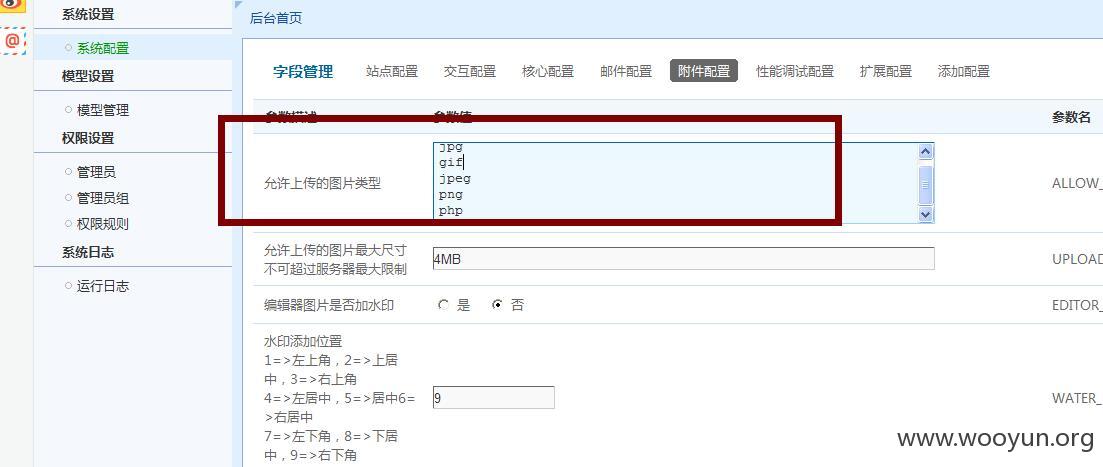 系统设置
系统配置
模型设置
模型管理
权限设置
管理员
管理员组
权限规则
系统日志
运行日志
后台首页
字段管理 站点配置 交互配置 核心配置 邮件配置 附件配置 性能调试配置 扩展配置 添加配置
参数描述 参数值 参数名
允许上传的图片类型
jpg
gif
jpeg
png
php
ALLOW_
允许上传的图片最大尺寸
不可超过服务器最大限制
4MB
UPLOAD
编辑器图片是否加水印 是 否 EDITOR_
水印添加位置
1=>左上角，2=>上居
中，3=>右上角
4=>左居中，5=>居中6=
>右居中
7=>左下角，8=>下居
中，9=>右下角
9
WATER_
www.wooyun.org